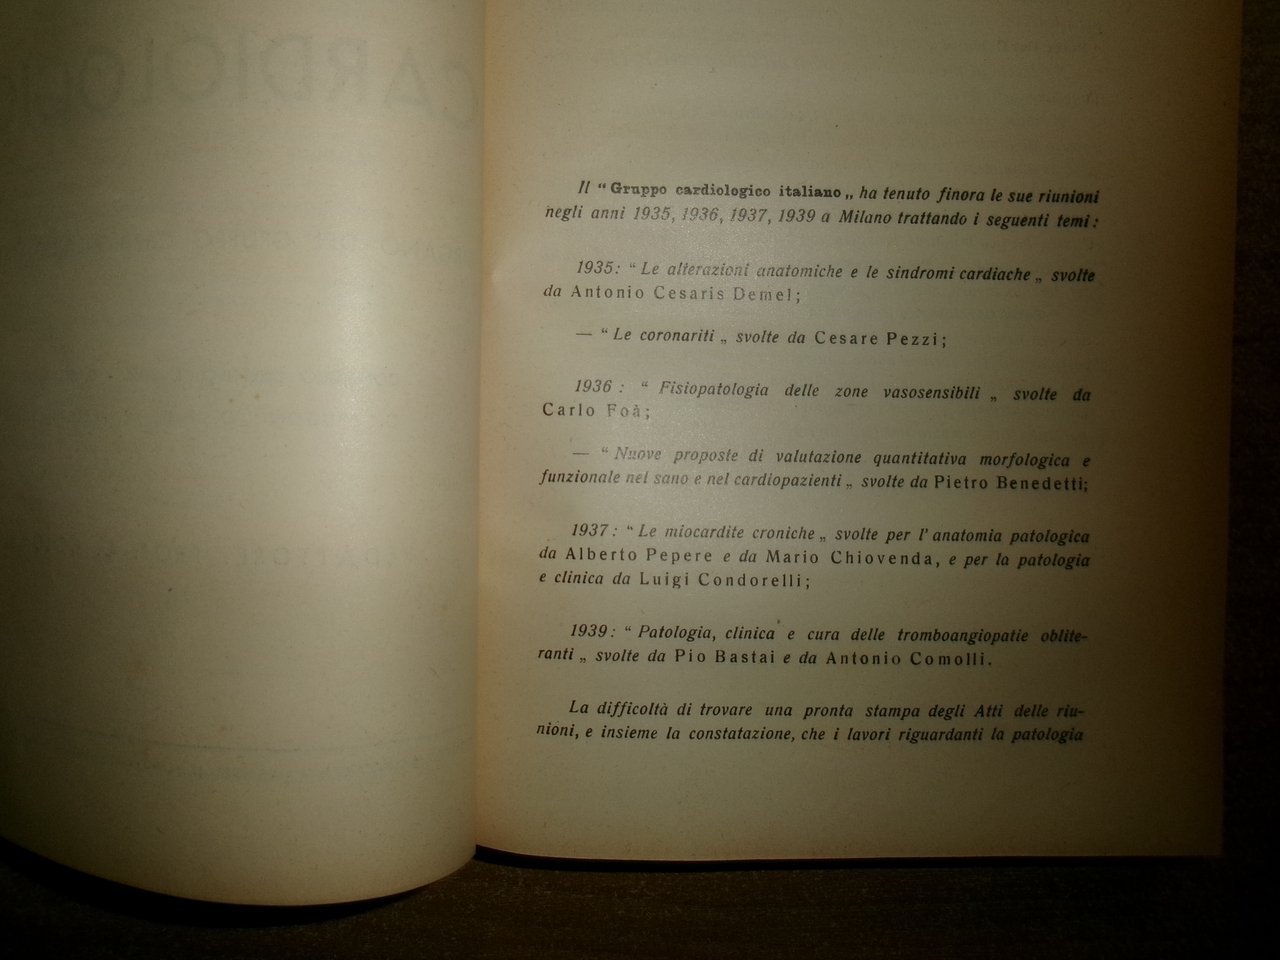 Il “ Gruppo cardiologico italiano „ ha tenuto finora le sue riunioni
negli anni 1935, 1936, 1937, 1939 a Milano trattando i seguenti temi :
1935: “ Le alterazioni anatomiche e le sindromi cardiache „ svolte
da Antonio Cesaris Demel;
— “ Le coronariti „ svolte da Cesare Pezzi;
1936 : “ Fisiopatologia delle zone vasosensibili „ svolte da
Carlo Foà;
— “ Nuove proposte di valutazione quantitativa morfologica e
funzionale nel sano e nel cardiopazienti „ svolte da Pietro Benedetti;
1937 : “ Le miocardite croniche „ svolte per l' anatomia patologica
da Alberto Pepere e da Mario Chiovenda, e per la patologia
e clinica da Luigi Condorelli;
1939 : “ Patologia, clinica e cura delle tromboangiopatie oblite-
ranti „ svolte da Pio Bastai e da Antonio Comolli.
La difficoltà di trovare una pronta stampa degli Atti delle riu-
nioni, e insieme la constatazione, che i lavori riguardanti la patologia